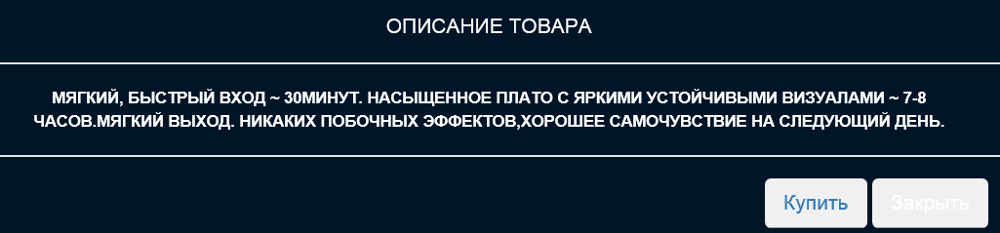 ОПИСАНИЕ ТОВАРА
МЯГКИЙ, БЫСТРЫЙ ВХОД ~ 30МИНУТ. НАСЫЩЕННОЕ ПЛАТО С ЯРКИМИ УСТОЙЧИВЫМИ ВИЗУАЛАМИ ~ 7-8
ЧАСОВ.МЯГКИЙ ВЫХОД. НИКАКИХ ПОБОЧНЫХ ЭФФЕКТОВ,ХОРОШЕЕ САМОЧУВСТВИЕ НА СЛЕДУЮЩИЙ ДЕНЬ.
Купить Закрыть